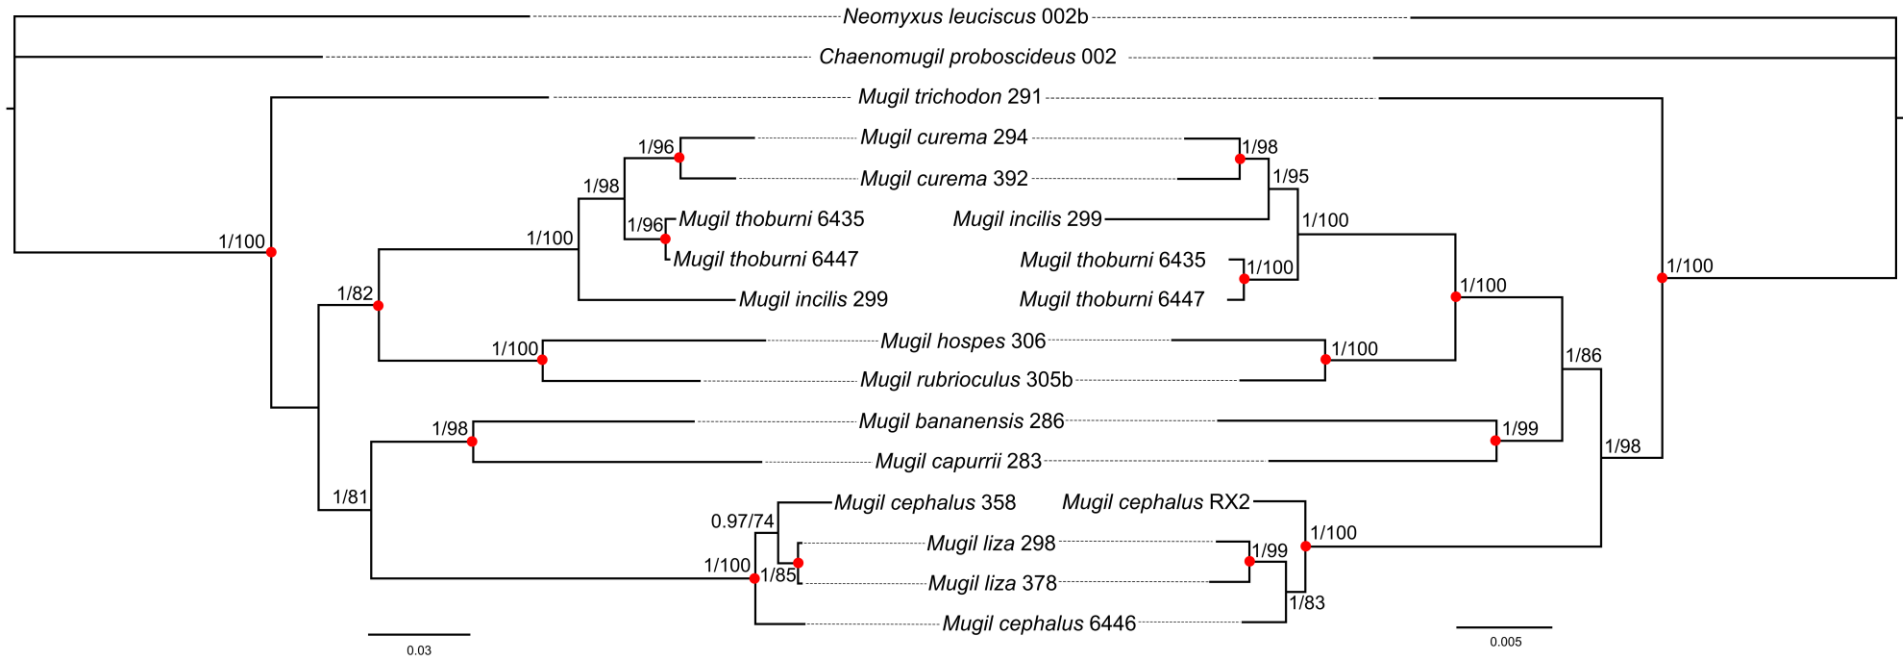 Neomyxus leuciscus 002b
Chaenomugil proboscideus 002
Mugil trichodon 291
Mugil curema 294
1/96
1/98
Mugil curema 392
1/98
1/95
Mugil thoburni 6435
Mugil incilis 299
1/96
1/100
1/100
1/100
Mugil thoburni 6447
Mugil thoburni 6435
1/100
1/100
1/82
Mugil incilis 299
Mugil thoburni 6447
1/100
Mugil hospes 306
1/100
1/100
1/86
Mugil rubrioculus 305b
Mugil bananensis 286
1/98
1/99
1/98
Mugil capurrii 283
1/81
Mugil cephalus 358
Mugil cephalus RX2
0.97/74
1/100
Mugil liza 298
1/99
1/100
1/85
Mugil liza 378
1/83
Mugil cephalus 6446
0.03
0.005